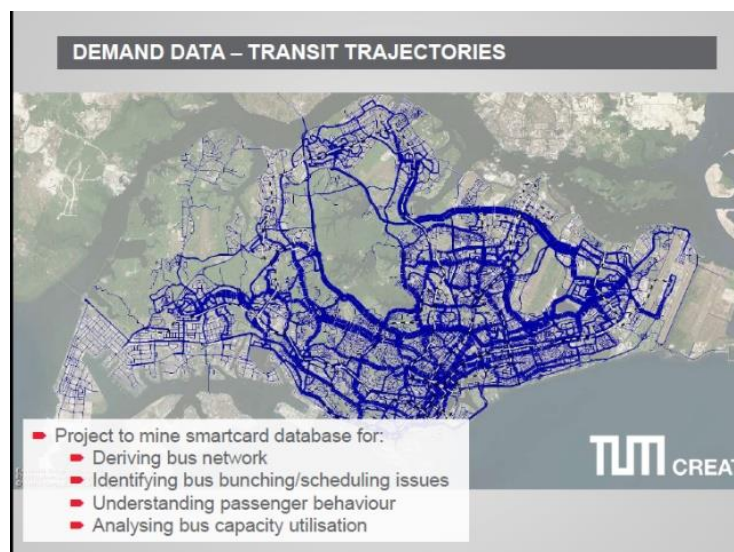 DEMAND DATA – TRANSIT TRAJECTORIES
Project to mine smartcard database for:
Deriving bus network
Identifying bus bunching/scheduling issues
Understanding passenger behaviour
Analysing bus capacity utilisation
TUM CREAT